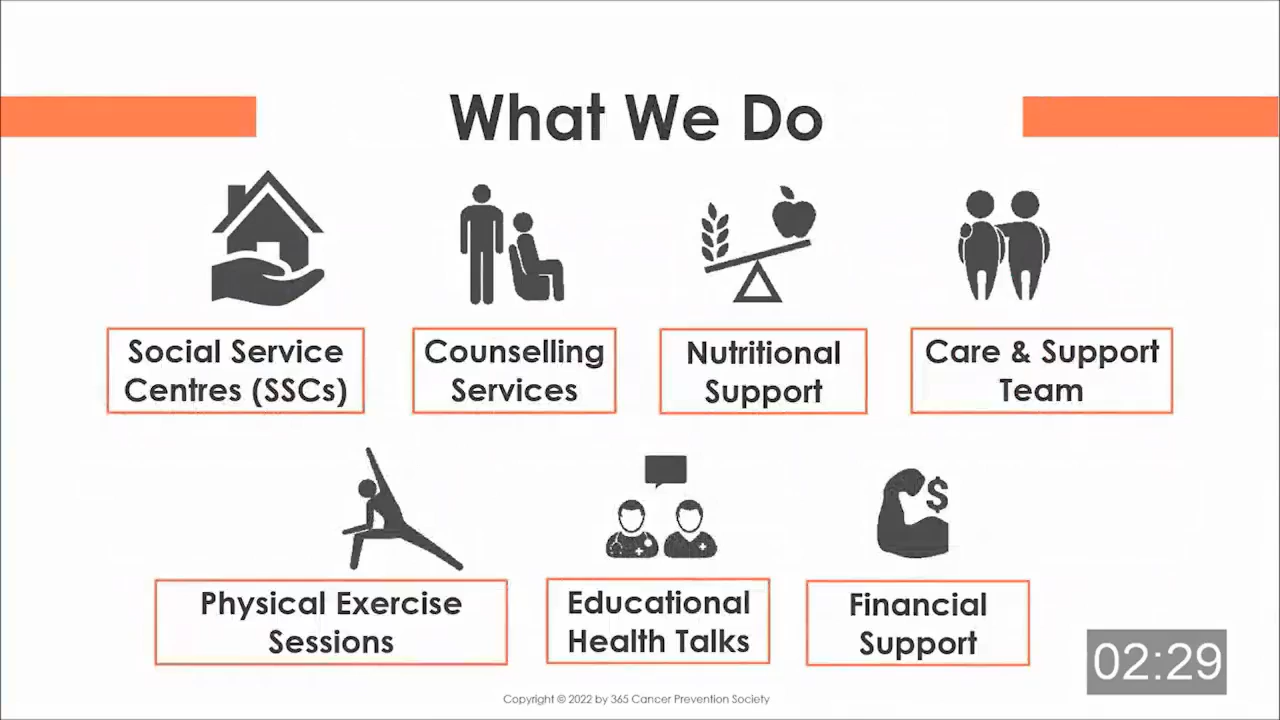 What We Do
Social Service
Centres (SSCs)
Counselling
Services
Nutritional
Support
Care & Support
Team
$
Physical Exercise
Sessions
Educational
Health Talks
Financial
Support
02:29
Copyright © 2022 by 365 Cancer Prevention Society